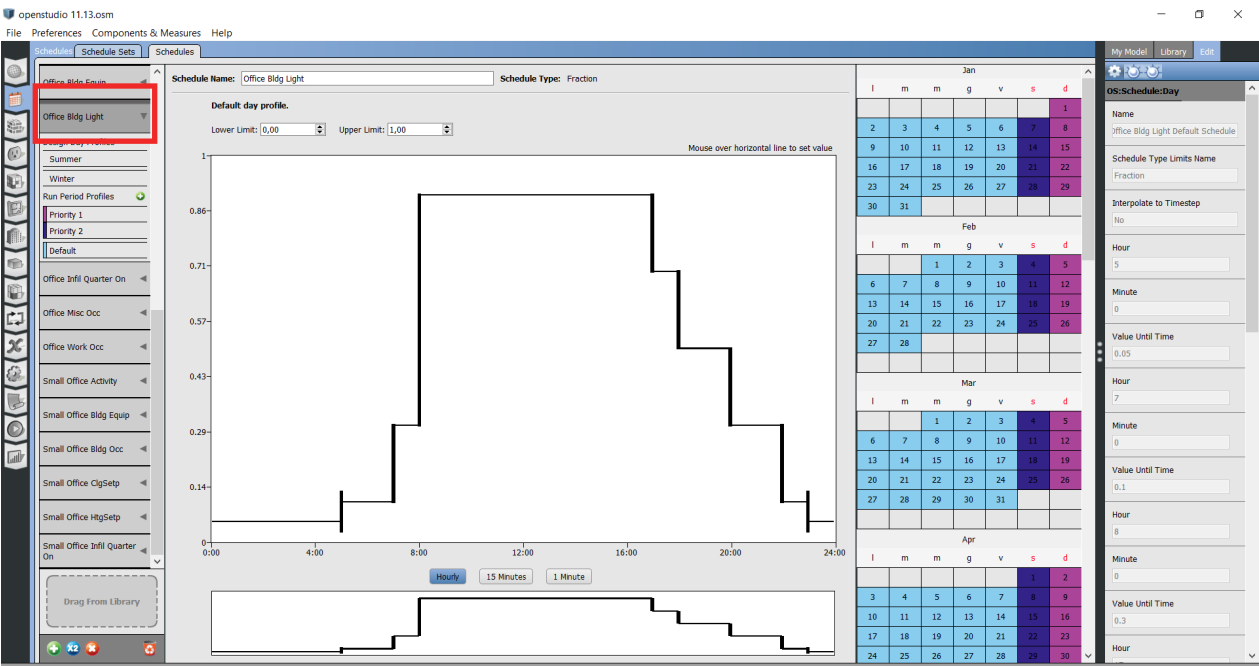 openstudio 11.13.osm
File Preferences Components & Measures Help
Schedules Schedule Sets Schedules
My Model Library Edit
Office Bldg Equip
Office Bldg Light
Design Day Profiles
Summer
Winter
Run Period Profiles
Priority 1
Priority 2
Default
Office Infil Quarter On
Office Misc Occ
Office Work Occ
Small Office Activity
Small Office Bldg Equip
Small Office Bldg Occ
Small Office ClgSetp
Small Office HtgSetp
Small Office Infil Quarter
On
Drag From Library
X2
Schedule Name: Office Bldg Light Schedule Type: Fraction
Default day profile.
Lower Limit: 0,00 Upper Limit: 1,00
Mouse over horizontal line to set value
1
0.86
0.71
0.57
0.43
0.29
0.14
0
0:00 4:00 8:00 12:00 16:00 20:00 24:00
Hourly 15 Minutes 1 Minute
Jan
l m m g v s d
1
2 3 4 5 6 7 8
9 10 11 12 13 14 15
16 17 18 19 20 21 22
23 24 25 26 27 28 29
30 31
Feb
l m m g v s d
1 2 3 4 5
6 7 8 9 10 11 12
13 14 15 16 17 18 19
20 21 22 23 24 25 26
27 28
Mar
l m m g v s d
1 2 3 4 5
6 7 8 9 10 11 12
13 14 15 16 17 18 19
20 21 22 23 24 25 26
27 28 29 30 31
Apr
l m m g v s d
1 2
3 4 5 6 7 8 9
10 11 12 13 14 15 16
17 18 19 20 21 22 23
24 25 26 27 28 29 30
OS:Schedule:Day
Name
Office Bldg Light Default Schedule
Schedule Type Limits Name
Fraction
Interpolate to Timestep
No
Hour
5
Minute
0
Value Until Time
0.05
Hour
7
Minute
0
Value Until Time
0.1
Hour
8
Minute
0
Value Until Time
0.3
Hour